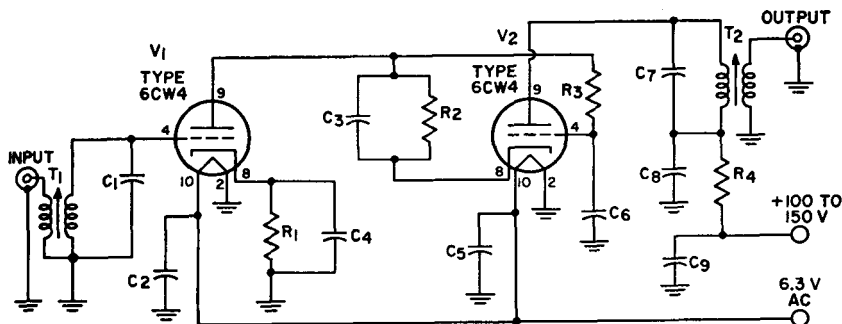 OUTPUT
V1
V2
T2
TYPE
6CW4
TYPE
6CW4
9
9
C7
R3
C3
R2
4
4
INPUT
T1
C1
10
2
8
8
10
2
C8
R4
C6
+100 TO
150 V
R1
C4
C2
C5
C9
6.3 V
AC